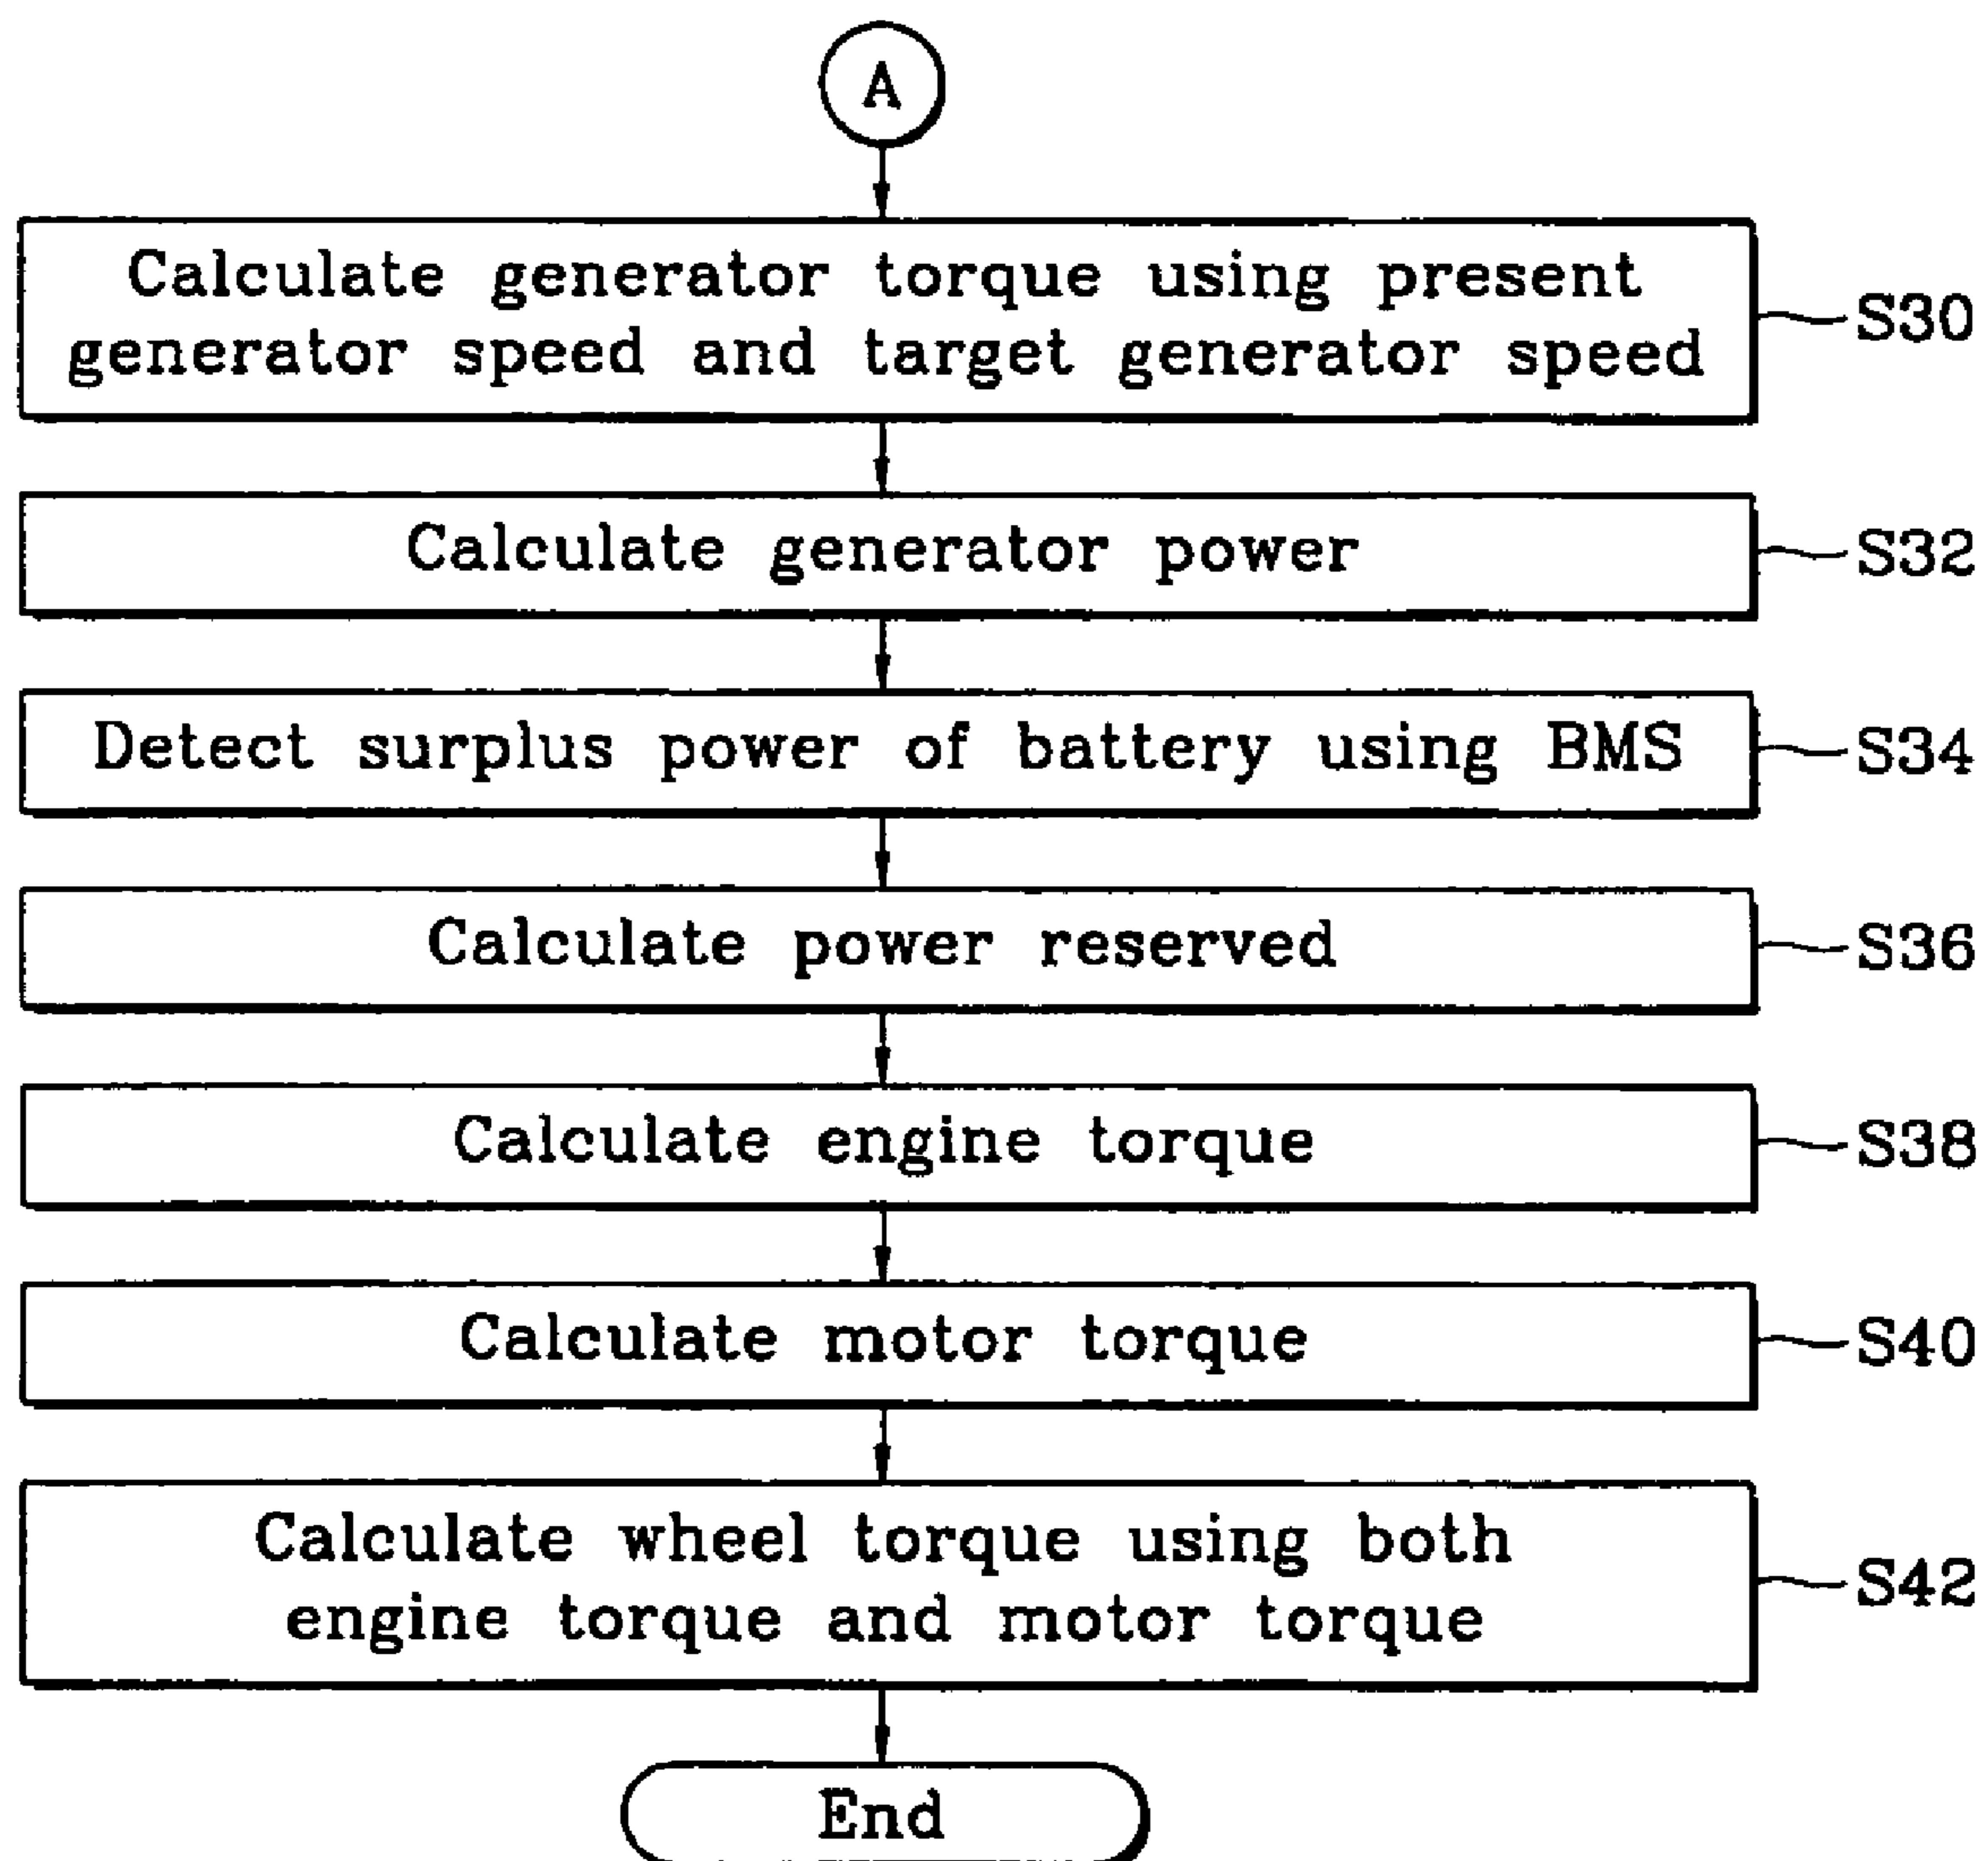 A
Calculate generator torque using present
generator speed and target generator speed
S30
Calculate generator power
S32
Detect surplus power of battery using BMS
S34
Calculate power reserved
S36
Calculate engine torque
S38
Calculate motor torque
S40
Calculate wheel torque using both
engine torque and motor torque
S42
End